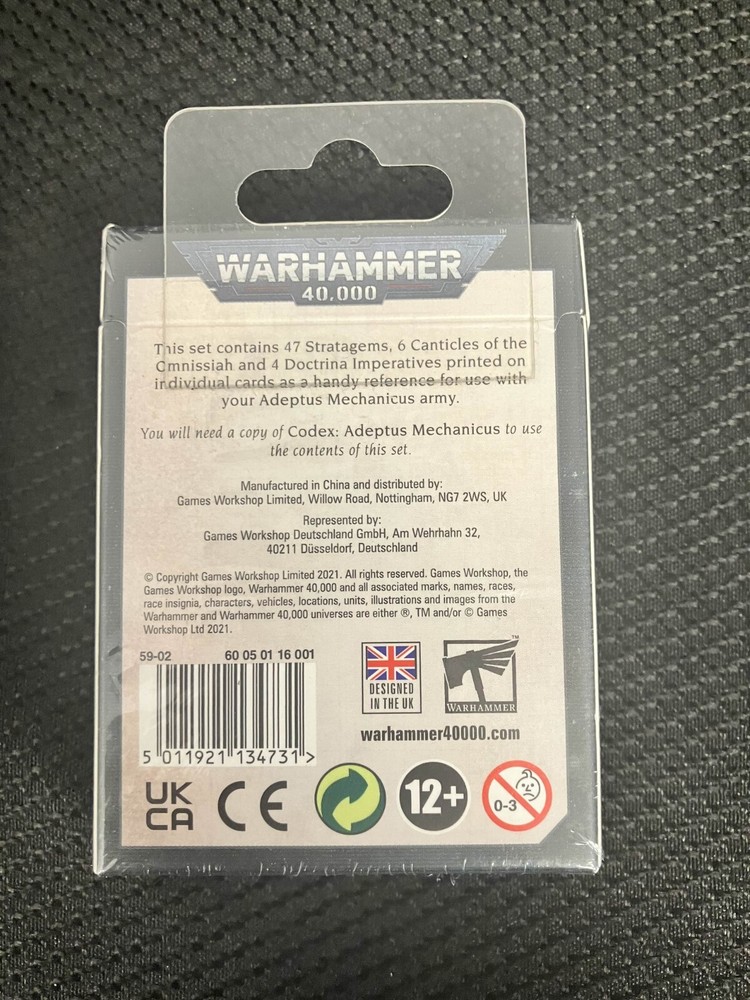 WARHAMMER
40,000
This set contains 47 Stratagems, 6 Canticles of the
Omnissiah and 4 Doctrina Imperatives printed on
individual cards as a handy reference for use with
your Adeptus Mechanicus army.
You will need a copy of Codex: Adeptus Mechanicus to use
the contents of this set.
Manufactured in China and distributed by:
Games Workshop Limited, Willow Road, Nottingham, NG7 2WS, UK
Represented by:
Games Workshop Deutschland GmbH, Am Wehrhahn 32,
40211 Düsseldorf, Deutschland
© Copyright Games Workshop Limited 2021. All rights reserved. Games Workshop, the
Games Workshop logo, Warhammer 40,000 and all associated marks, names, races,
race insignia, characters, vehicles, locations, units, illustrations and images from the
Warhammer and Warhammer 40,000 universes are either ®, TM and/or © Games
Workshop Ltd 2021.
59-02 60 05 01 16 001
5 011921 134731 >
DESIGNED
IN THE UK
WARHAMMER
TM
warhammer40000.com
UK
CA
CE
12+
0-3